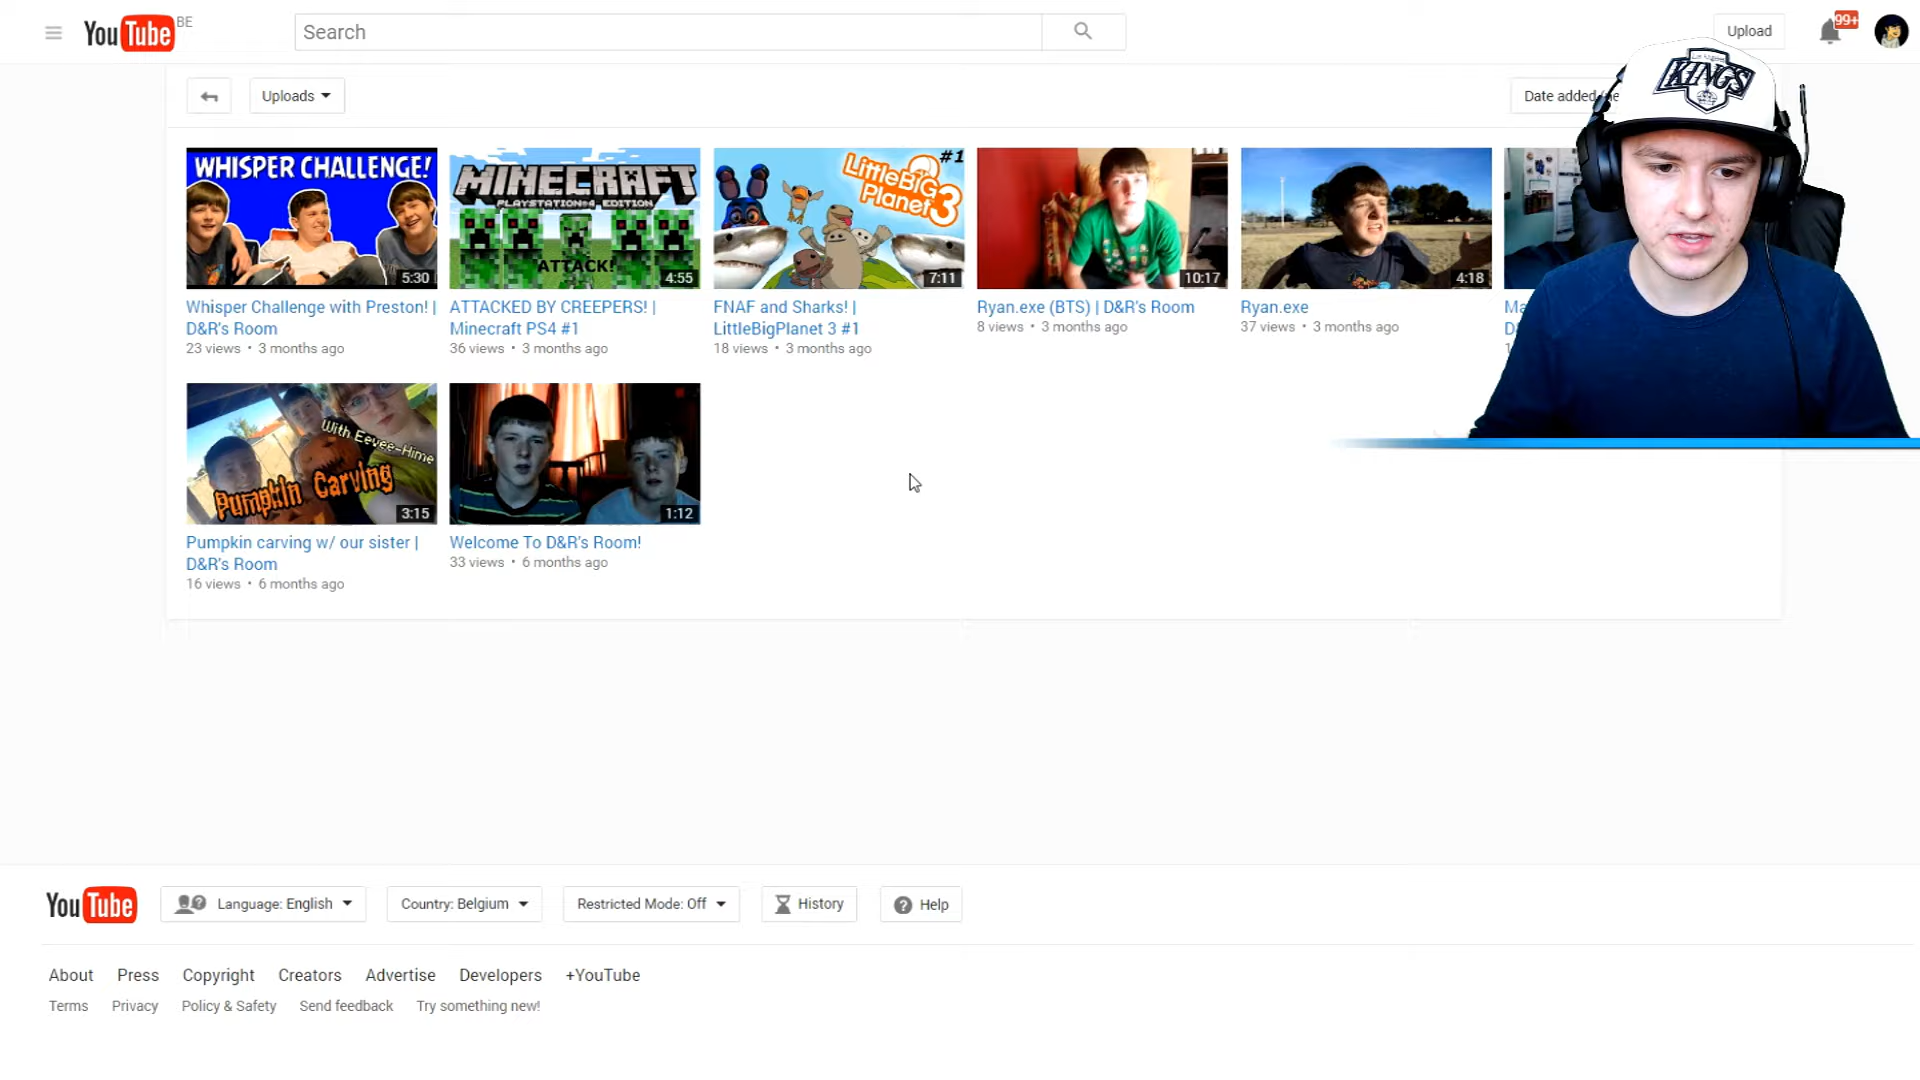 YouTube BE
Search
Upload
99+
Uploads
Date added
KINGS
WHISPER CHALLENGE!
5:30
MINECRAFT
PLAYSTATION®4 EDITION
ATTACK!
4:55
#1
LittleBig
Planet 3
7:11
10:17
4:18
Whisper Challenge with Preston! |
D&R's Room
23 views • 3 months ago
ATTACKED BY CREEPERS! |
Minecraft PS4 #1
36 views • 3 months ago
FNAF and Sharks! |
LittleBigPlanet 3 #1
18 views • 3 months ago
Ryan.exe (BTS) | D&R's Room
8 views • 3 months ago
Ryan.exe
37 views • 3 months ago
With Eevee-Hime
Pumpkin Carving
3:15
1:12
Pumpkin carving w/ our sister |
D&R's Room
16 views • 6 months ago
Welcome To D&R's Room!
33 views • 6 months ago
YouTube
Language: English
Country: Belgium
Restricted Mode: Off
History
Help
About Press Copyright Creators Advertise Developers +YouTube
Terms Privacy Policy & Safety Send feedback Try something new!